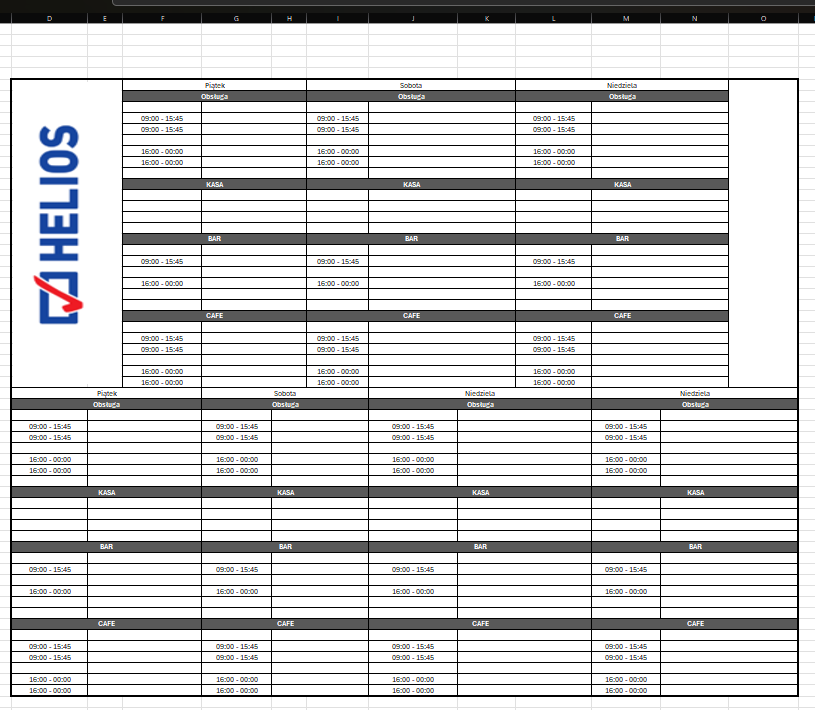 D E F G H I J K L M N O
HELIOS
Piątek Sobota Niedziela
Obsługa Obsługa Obsługa
09:00 - 15:45 09:00 - 15:45 09:00 - 15:45
09:00 - 15:45 09:00 - 15:45 09:00 - 15:45
16:00 - 00:00 16:00 - 00:00 16:00 - 00:00
16:00 - 00:00 16:00 - 00:00 16:00 - 00:00
KASA KASA KASA
BAR BAR BAR
09:00 - 15:45 09:00 - 15:45 09:00 - 15:45
16:00 - 00:00 16:00 - 00:00 16:00 - 00:00
CAFE CAFE CAFE
09:00 - 15:45 09:00 - 15:45 09:00 - 15:45
09:00 - 15:45 09:00 - 15:45 09:00 - 15:45
16:00 - 00:00 16:00 - 00:00 16:00 - 00:00
16:00 - 00:00 16:00 - 00:00 16:00 - 00:00
Piątek Sobota Niedziela Niedziela
Obsługa Obsługa Obsługa Obsługa
09:00 - 15:45 09:00 - 15:45 09:00 - 15:45 09:00 - 15:45
09:00 - 15:45 09:00 - 15:45 09:00 - 15:45 09:00 - 15:45
16:00 - 00:00 16:00 - 00:00 16:00 - 00:00 16:00 - 00:00
16:00 - 00:00 16:00 - 00:00 16:00 - 00:00 16:00 - 00:00
KASA KASA KASA KASA
BAR BAR BAR BAR
09:00 - 15:45 09:00 - 15:45 09:00 - 15:45 09:00 - 15:45
16:00 - 00:00 16:00 - 00:00 16:00 - 00:00 16:00 - 00:00
CAFE CAFE CAFE CAFE
09:00 - 15:45 09:00 - 15:45 09:00 - 15:45 09:00 - 15:45
09:00 - 15:45 09:00 - 15:45 09:00 - 15:45 09:00 - 15:45
16:00 - 00:00 16:00 - 00:00 16:00 - 00:00 16:00 - 00:00
16:00 - 00:00 16:00 - 00:00 16:00 - 00:00 16:00 - 00:00